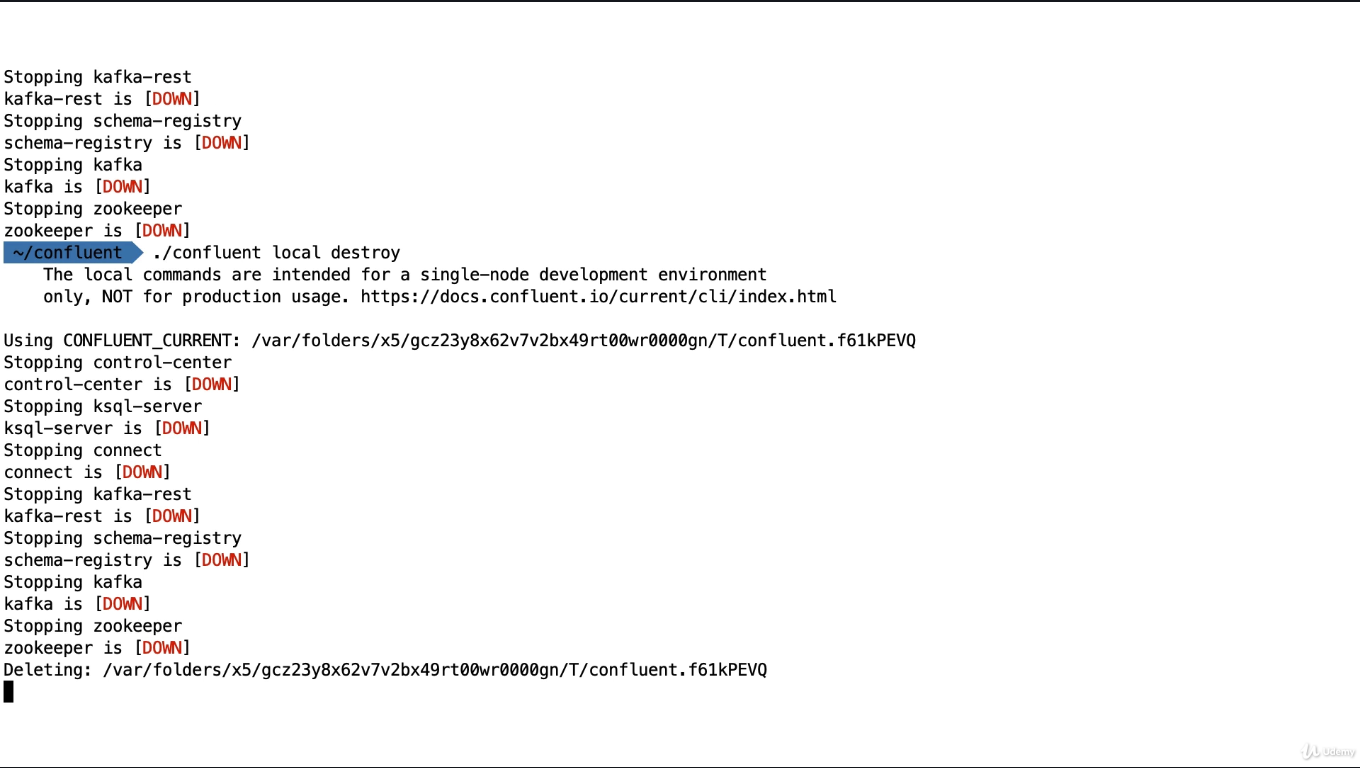 Stopping kafka-rest
kafka-rest is [DOWN]
Stopping schema-registry
schema-registry is [DOWN]
Stopping kafka
kafka is [DOWN]
Stopping zookeeper
zookeeper is [DOWN]
~/confluent ./confluent local destroy
    The local commands are intended for a single-node development environment
    only, NOT for production usage. https://docs.confluent.io/current/cli/index.html

Using CONFLUENT_CURRENT: /var/folders/x5/gcz23y8x62v7v2bx49rt00wr0000gn/T/confluent.f61kPEVQ
Stopping control-center
control-center is [DOWN]
Stopping ksql-server
ksql-server is [DOWN]
Stopping connect
connect is [DOWN]
Stopping kafka-rest
kafka-rest is [DOWN]
Stopping schema-registry
schema-registry is [DOWN]
Stopping kafka
kafka is [DOWN]
Stopping zookeeper
zookeeper is [DOWN]
Deleting: /var/folders/x5/gcz23y8x62v7v2bx49rt00wr0000gn/T/confluent.f61kPEVQ
Udemy